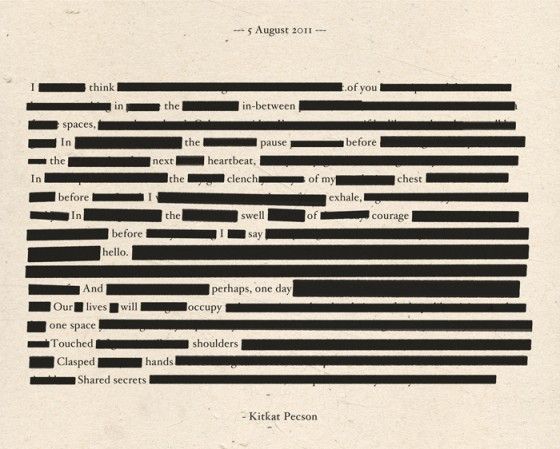 --- 5 August 2011 ---
I think of you
in the in-between
spaces,
In the pause before
the next heartbeat,
In the clench of my chest
before I exhale,
In the swell of courage
before I say
hello.
And perhaps, one day
Our lives will occupy
one space
Touched shoulders
Clasped hands
Shared secrets
- Kitkat Pecson